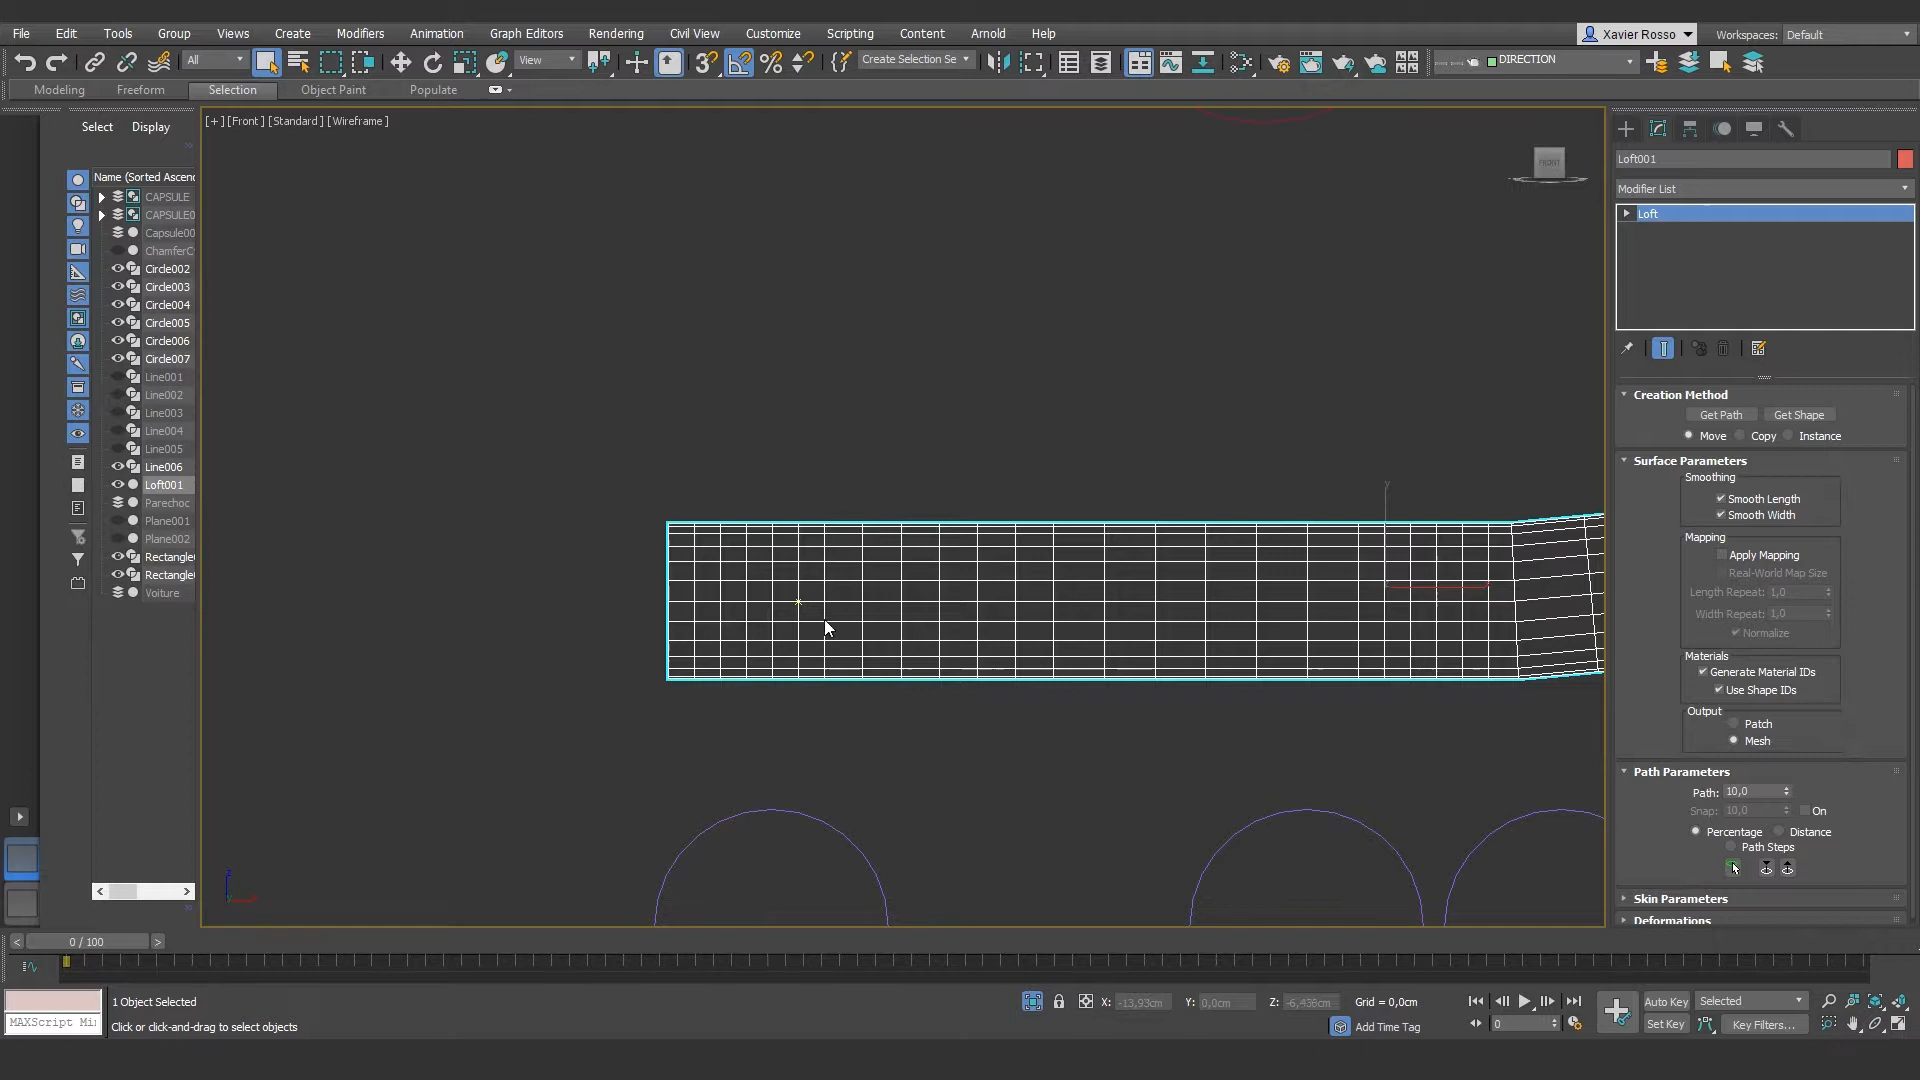 File Edit Tools Group Views Create Modifiers Animation Graph Editors Rendering Civil View Customize Scripting Content Arnold Help Xavier Rosso Workspaces: Default
All View Create Selection Se DIRECTION
Modeling Freeform Selection Object Paint Populate
Select Display
[+] [Front] [Standard] [Wireframe]
FRONT
Name (Sorted Ascend
CAPSULE
CAPSULE0
Capsule00
ChamferC
Circle002
Circle003
Circle004
Circle005
Circle006
Circle007
Line001
Line002
Line003
Line004
Line005
Line006
Loft001
Parechoc
Plane001
Plane002
Rectangle
Rectangle
Voiture
y
z
Loft001
Modifier List
Loft
Creation Method
Get Path Get Shape
Move Copy Instance
Surface Parameters
Smoothing
Smooth Length
Smooth Width
Mapping
Apply Mapping
Real-World Map Size
Length Repeat: 1,0
Width Repeat: 1,0
Normalize
Materials
Generate Material IDs
Use Shape IDs
Output
Patch
Mesh
Path Parameters
Path: 10,0
Snap: 10,0 On
Percentage Distance
Path Steps
Skin Parameters
Deformations
< 0 / 100 >
1 Object Selected X: -13,93cm Y: 0,0cm Z: -6,436cm Grid = 0,0cm Auto Key Selected
MAXScript Mi Click or click-and-drag to select objects Add Time Tag 0 Set Key Key Filters...